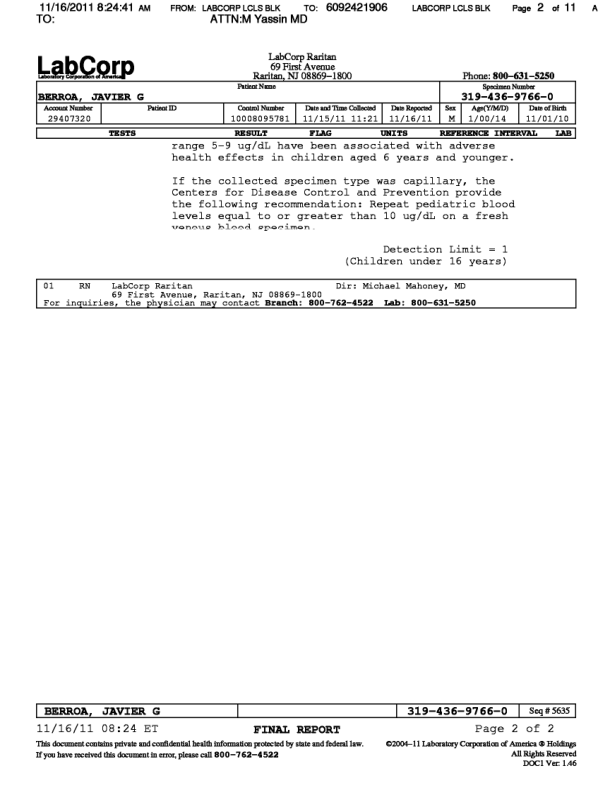 11/16/2011 8:24:41 AM FROM: LABCORP LCLS BLK TO: 6092421906 LABCORP LCLS BLK Page 2 of 11 A
TO: ATTN:M Yassin MD
LabCorp
Laboratory Corporation of America
LabCorp Raritan
69 First Avenue
Raritan, NJ 08869-1800 Phone: 800-631-5250
Patient Name Specimen Number
BERROA, JAVIER G 319-436-9766-0
Account Number Patient ID Control Number Date and Time Collected Date Reported Sex Age(Y/M/D) Date of Birth
29407320 10008095781 11/15/11 11:21 11/16/11 M 1/00/14 11/01/10
TESTS RESULT FLAG UNITS REFERENCE INTERVAL LAB
range 5-9 ug/dL have been associated with adverse
health effects in children aged 6 years and younger.
If the collected specimen type was capillary, the
Centers for Disease Control and Prevention provide
the following recommendation: Repeat pediatric blood
levels equal to or greater than 10 ug/dL on a fresh
venous blood specimen.
Detection Limit = 1
(Children under 16 years)
01 RN LabCorp Raritan Dir: Michael Mahoney, MD
69 First Avenue, Raritan, NJ 08869-1800
For inquiries, the physician may contact Branch: 800-762-4522 Lab: 800-631-5250
BERROA, JAVIER G 319-436-9766-0 Seq # 5635
11/16/11 08:24 ET FINAL REPORT Page 2 of 2
This document contains private and confidential health information protected by state and federal law. ©2004-11 Laboratory Corporation of America ® Holdings
If you have received this document in error, please call 800-762-4522 All Rights Reserved
DOC1 Ver: 1.46